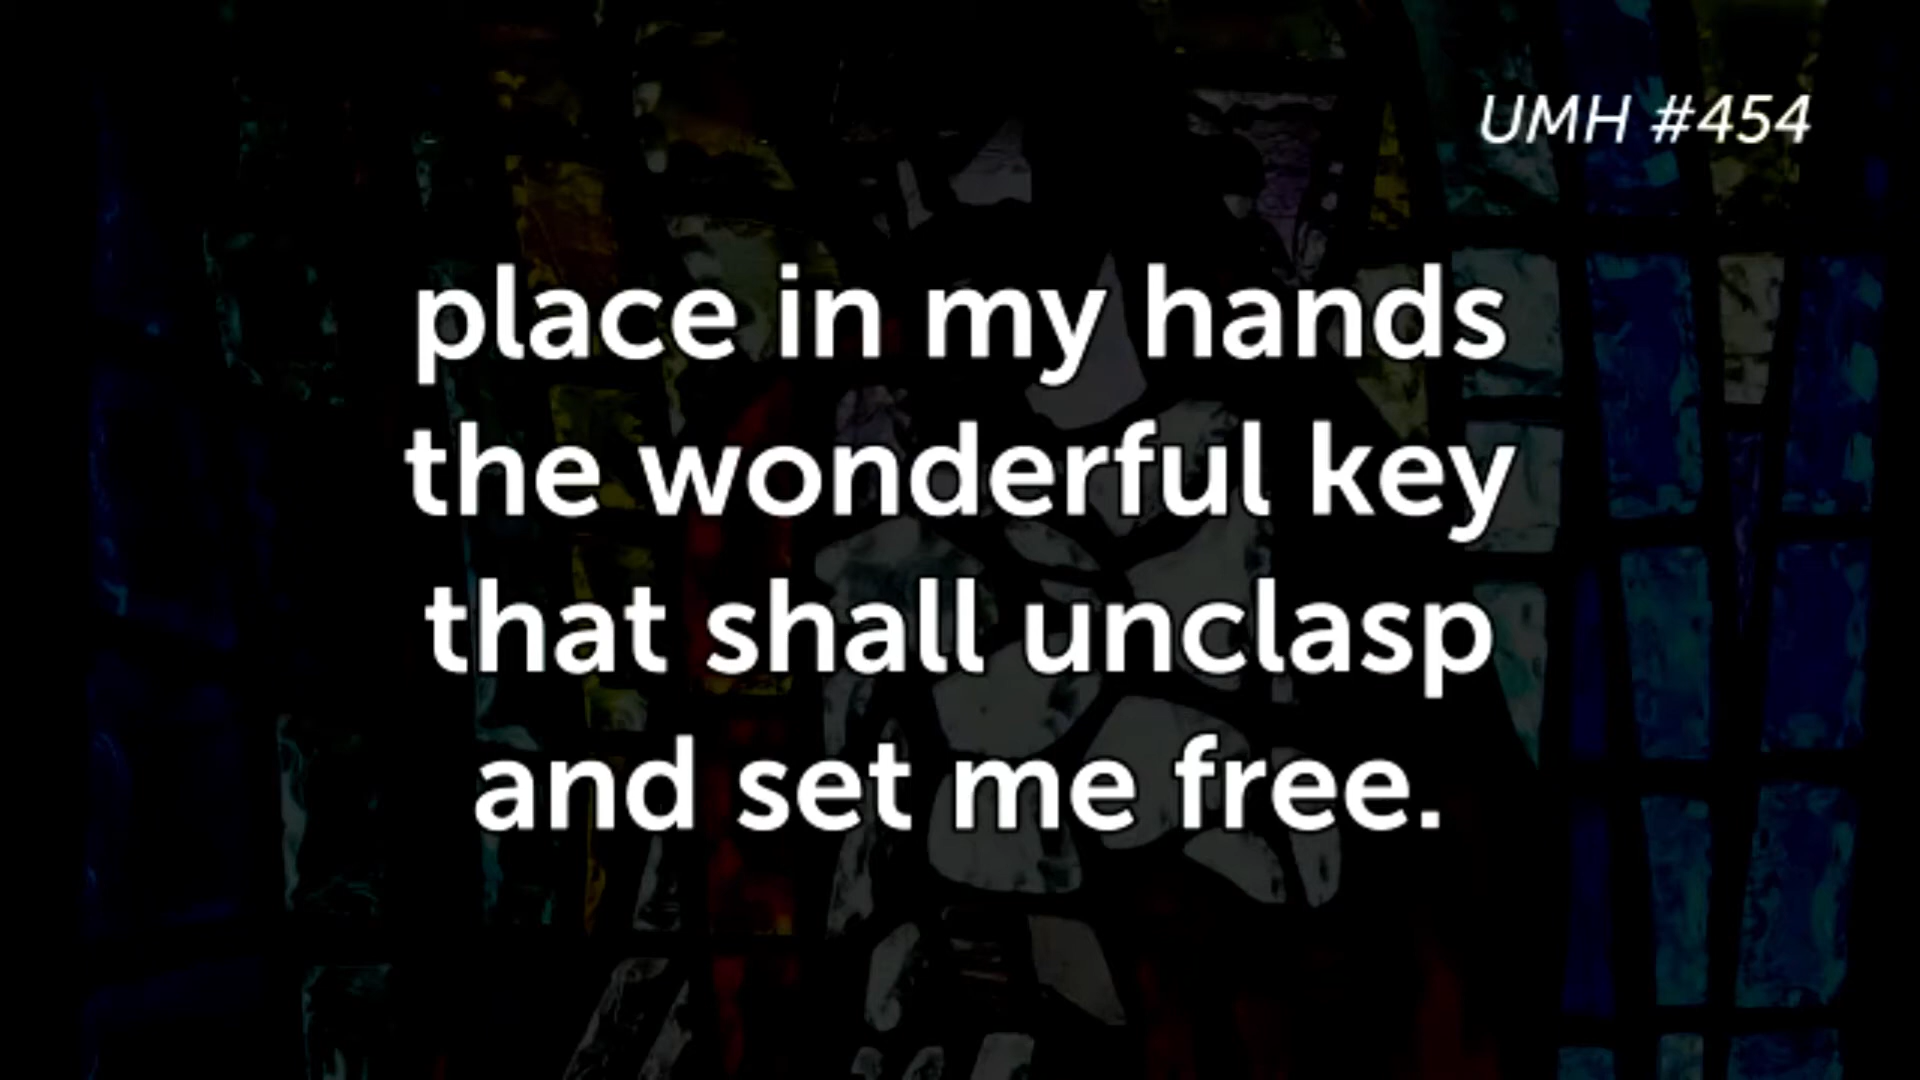 UMH #454
place in my hands
the wonderful key
that shall unclasp
and set me free.